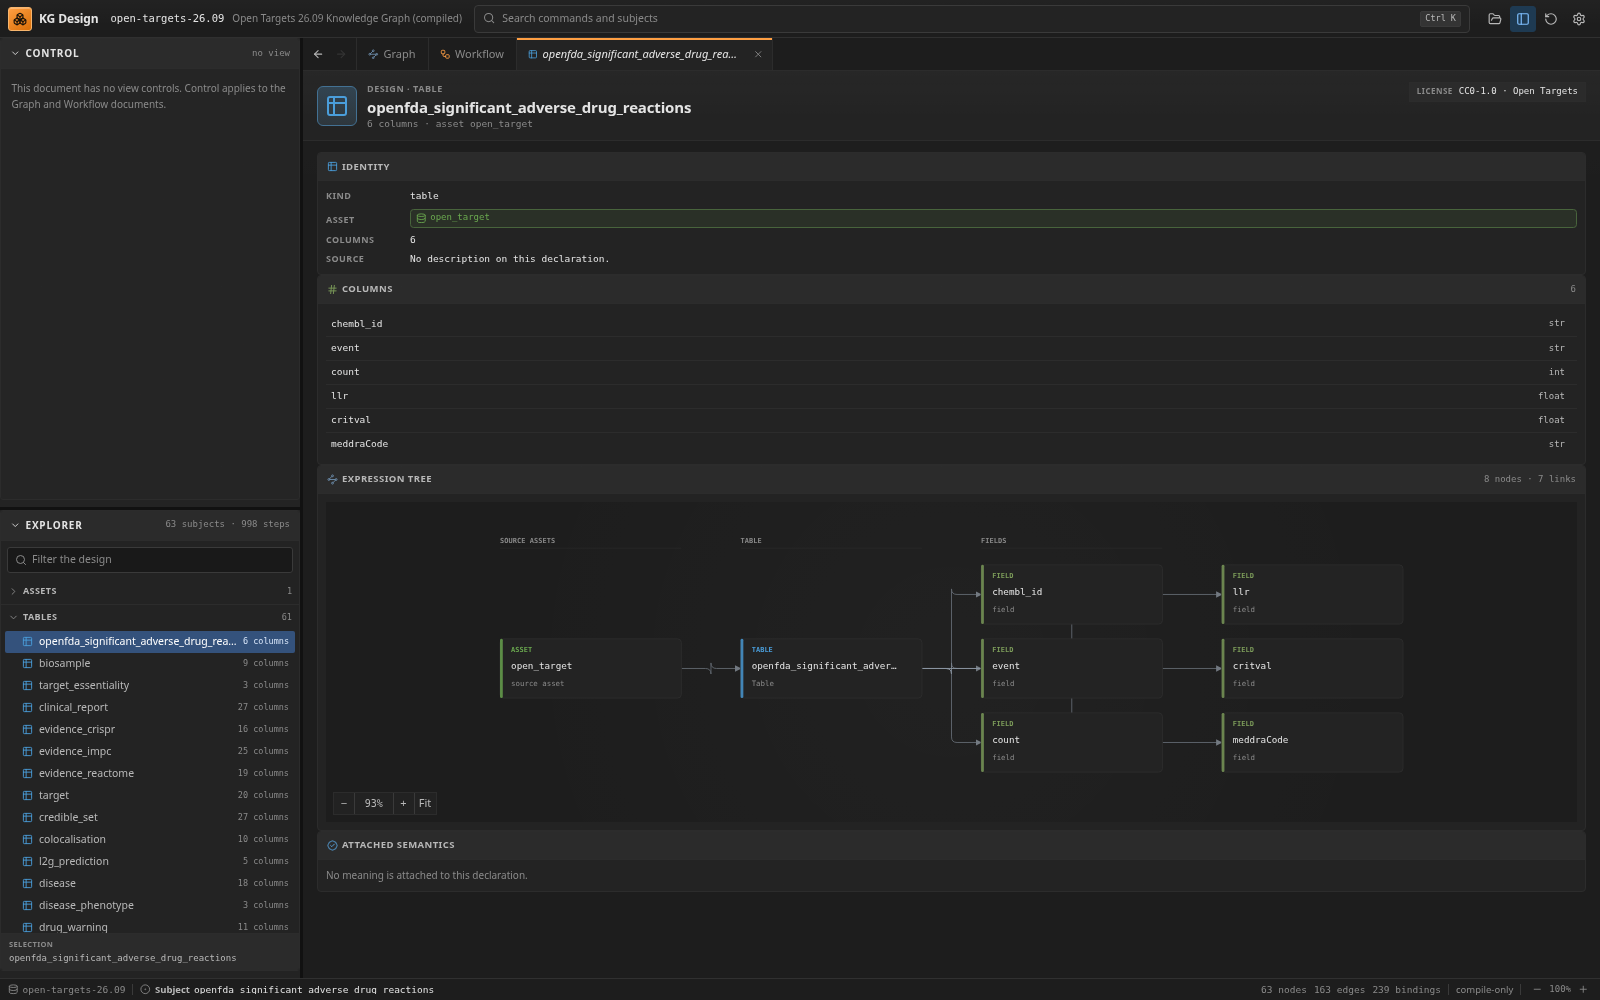 KG Design open-targets-26.09 Open Targets 26.09 Knowledge Graph (compiled) Search commands and subjects Ctrl K
CONTROL no view
This document has no view controls. Control applies to the
Graph and Workflow documents.
EXPLORER 63 subjects · 998 steps
Filter the design
ASSETS 1
TABLES 61
openfda_significant_adverse_drug_rea... 6 columns
biosample 9 columns
target_essentiality 3 columns
clinical_report 27 columns
evidence_crispr 16 columns
evidence_impc 25 columns
evidence_reactome 19 columns
target 20 columns
credible_set 27 columns
colocalisation 10 columns
l2g_prediction 5 columns
disease 18 columns
disease_phenotype 3 columns
drug_warning 11 columns
SELECTION
openfda_significant_adverse_drug_reactions
Graph Workflow openfda_significant_adverse_drug_rea...
DESIGN · TABLE
openfda_significant_adverse_drug_reactions
6 columns · asset open_target
LICENSE CC0-1.0 · Open Targets
IDENTITY
KIND table
ASSET open_target
COLUMNS 6
SOURCE No description on this declaration.
COLUMNS 6
chembl_id str
event str
count int
llr float
critval float
meddraCode str
EXPRESSION TREE 8 nodes · 7 links
SOURCE ASSETS TABLE FIELDS
ASSET
open_target
source asset
TABLE
openfda_significant_adver…
Table
FIELD
chembl_id
field
FIELD
event
field
FIELD
count
field
FIELD
llr
field
FIELD
critval
field
FIELD
meddraCode
field
− 93% + Fit
ATTACHED SEMANTICS
No meaning is attached to this declaration.
open-targets-26.09 Subject openfda_significant_adverse_drug_reactions 63 nodes 163 edges 239 bindings compile-only − 100% +